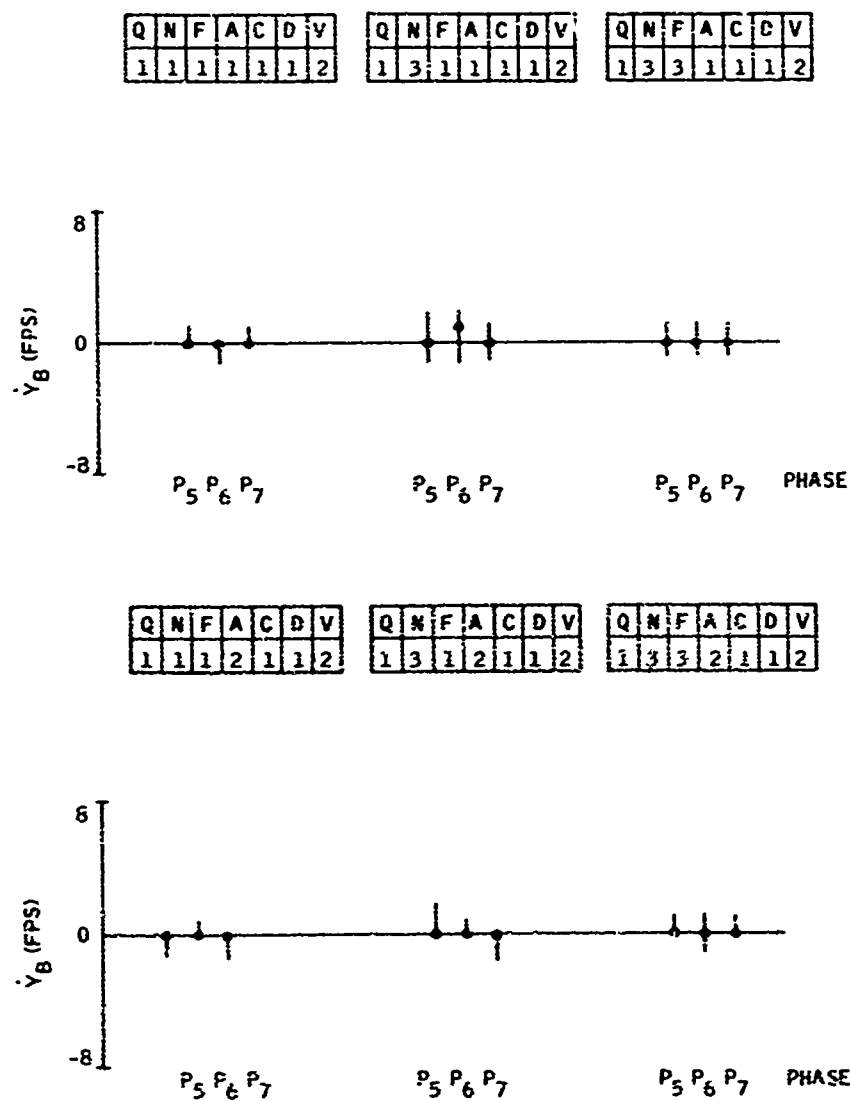 Q N F A C D V Q N F A C D V Q N F A C D V
1 1 1 1 1 1 2 1 3 1 1 1 1 2 1 3 3 1 1 1 2
8
0
-8
ẎB (FPS)
P5 P6 P7 P5 P6 P7 P5 P6 P7 PHASE
Q N F A C D V Q N F A C D V Q N F A C D V
1 1 1 2 1 1 2 1 3 1 2 1 1 2 1 3 3 2 1 1 2
8
0
-8
ẎB (FPS)
P5 P6 P7 P5 P6 P7 P5 P6 P7 PHASE